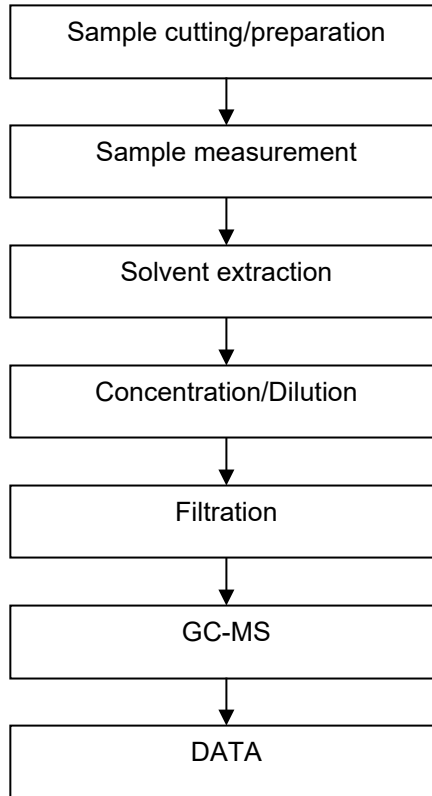 Sample cutting/preparation
Sample measurement
Solvent extraction
Concentration/Dilution
Filtration
GC-MS
DATA